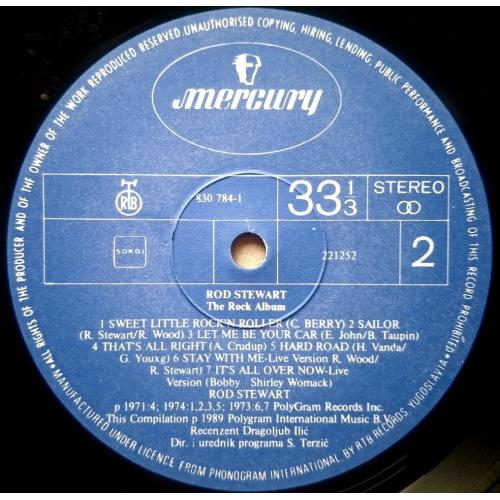 ALL RIGHTS OF THE PRODUCER AND OF THE OWNER OF THE WORK REPRODUCED RESERVED. UNAUTHORISED COPYING, HIRING, LENDING, PUBLIC PERFORMANCE AND BROADCASTING OF THIS RECORD PROHIBITED
mercury
RTB
830 784-1
33 1/3
STEREO
SOKOJ
221252
2
ROD STEWART
The Rock Album
1 SWEET LITTLE ROCK'N ROLLER (C. BERRY) 2 SAILOR
(R. Stewart/R. Wood) 3 LET ME BE YOUR CAR (E. John/B. Taupin)
4 THAT'S ALL RIGHT (A. Crudup) 5 HARD ROAD (H. Vanda/
G. Youxg) 6 STAY WITH ME-Live Version R. Wood/
R. Stewart) 7 IT'S ALL OVER NOW-Live
Version (Bobby Shirley Womack)
ROD STEWART
p 1971:4; 1974:1,2,3,5; 1973:6,7 PolyGram Records Inc.
This Compilation p 1989 Polygram International Music B.V.
Recenzent Dragoljub Ilić
Dir. i urednik programa S. Terzić
MANUFACTURED UNDER LICENCE FROM PHONOGRAM INTERNATIONAL. BY RTB RECORDS, YUGOSLAVIA